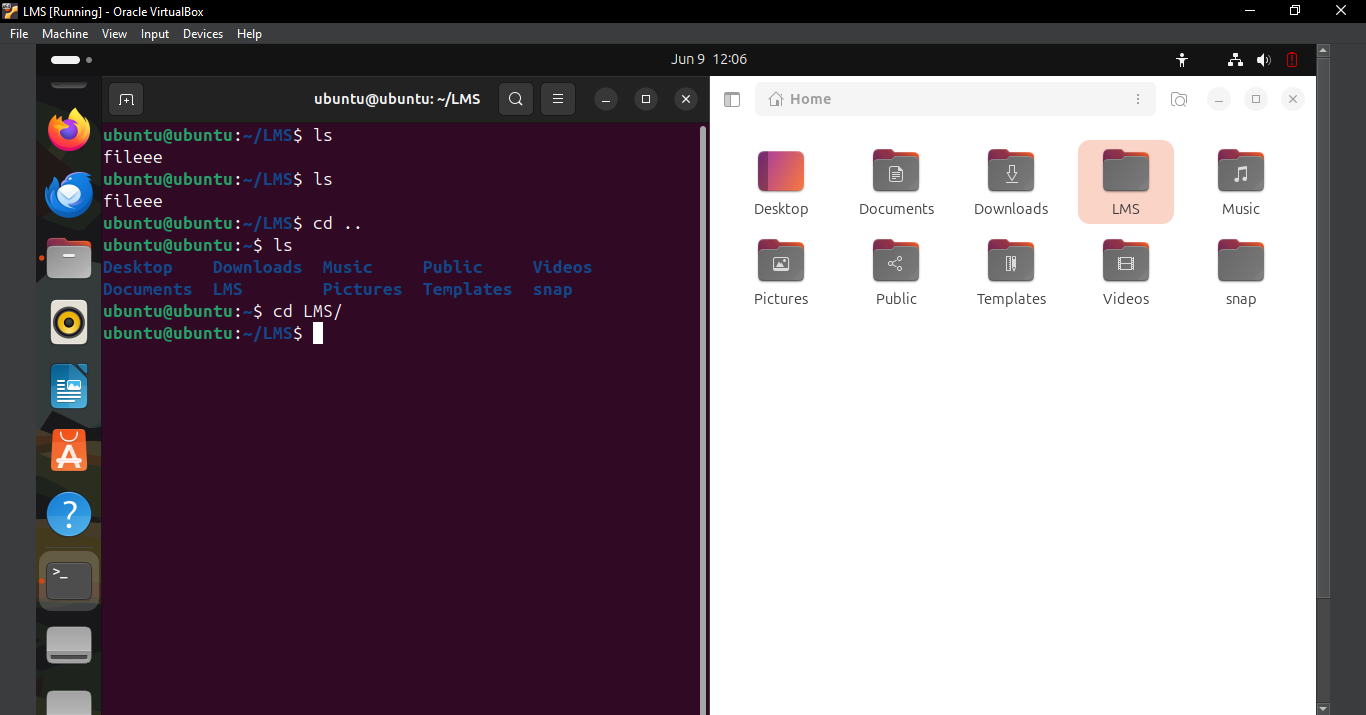 LMS [Running] - Oracle VirtualBox
File Machine View Input Devices Help
Jun 9 12:06
ubuntu@ubuntu: ~/LMS
ubuntu@ubuntu:~/LMS$ ls
fileee
ubuntu@ubuntu:~/LMS$ ls
fileee
ubuntu@ubuntu:~/LMS$ cd ..
ubuntu@ubuntu:~$ ls
Desktop Downloads Music Public Videos
Documents LMS Pictures Templates snap
ubuntu@ubuntu:~$ cd LMS/
ubuntu@ubuntu:~/LMS$
Home
Desktop Documents Downloads LMS Music
Pictures Public Templates Videos snap